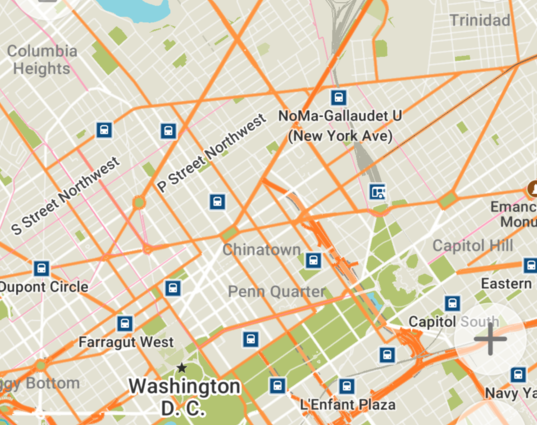 Trinidad
Columbia
Heights
NoMa-Gallaudet U
(New York Ave)
P Street Northwest
S Street Northwest
Emanc
Monu
Chinatown
Capitol Hill
Dupont Circle
Eastern
Penn Quarter
Capitol South
Farragut West
ggy Bottom
Washington
D. C.
L'Enfant Plaza
Navy Ya